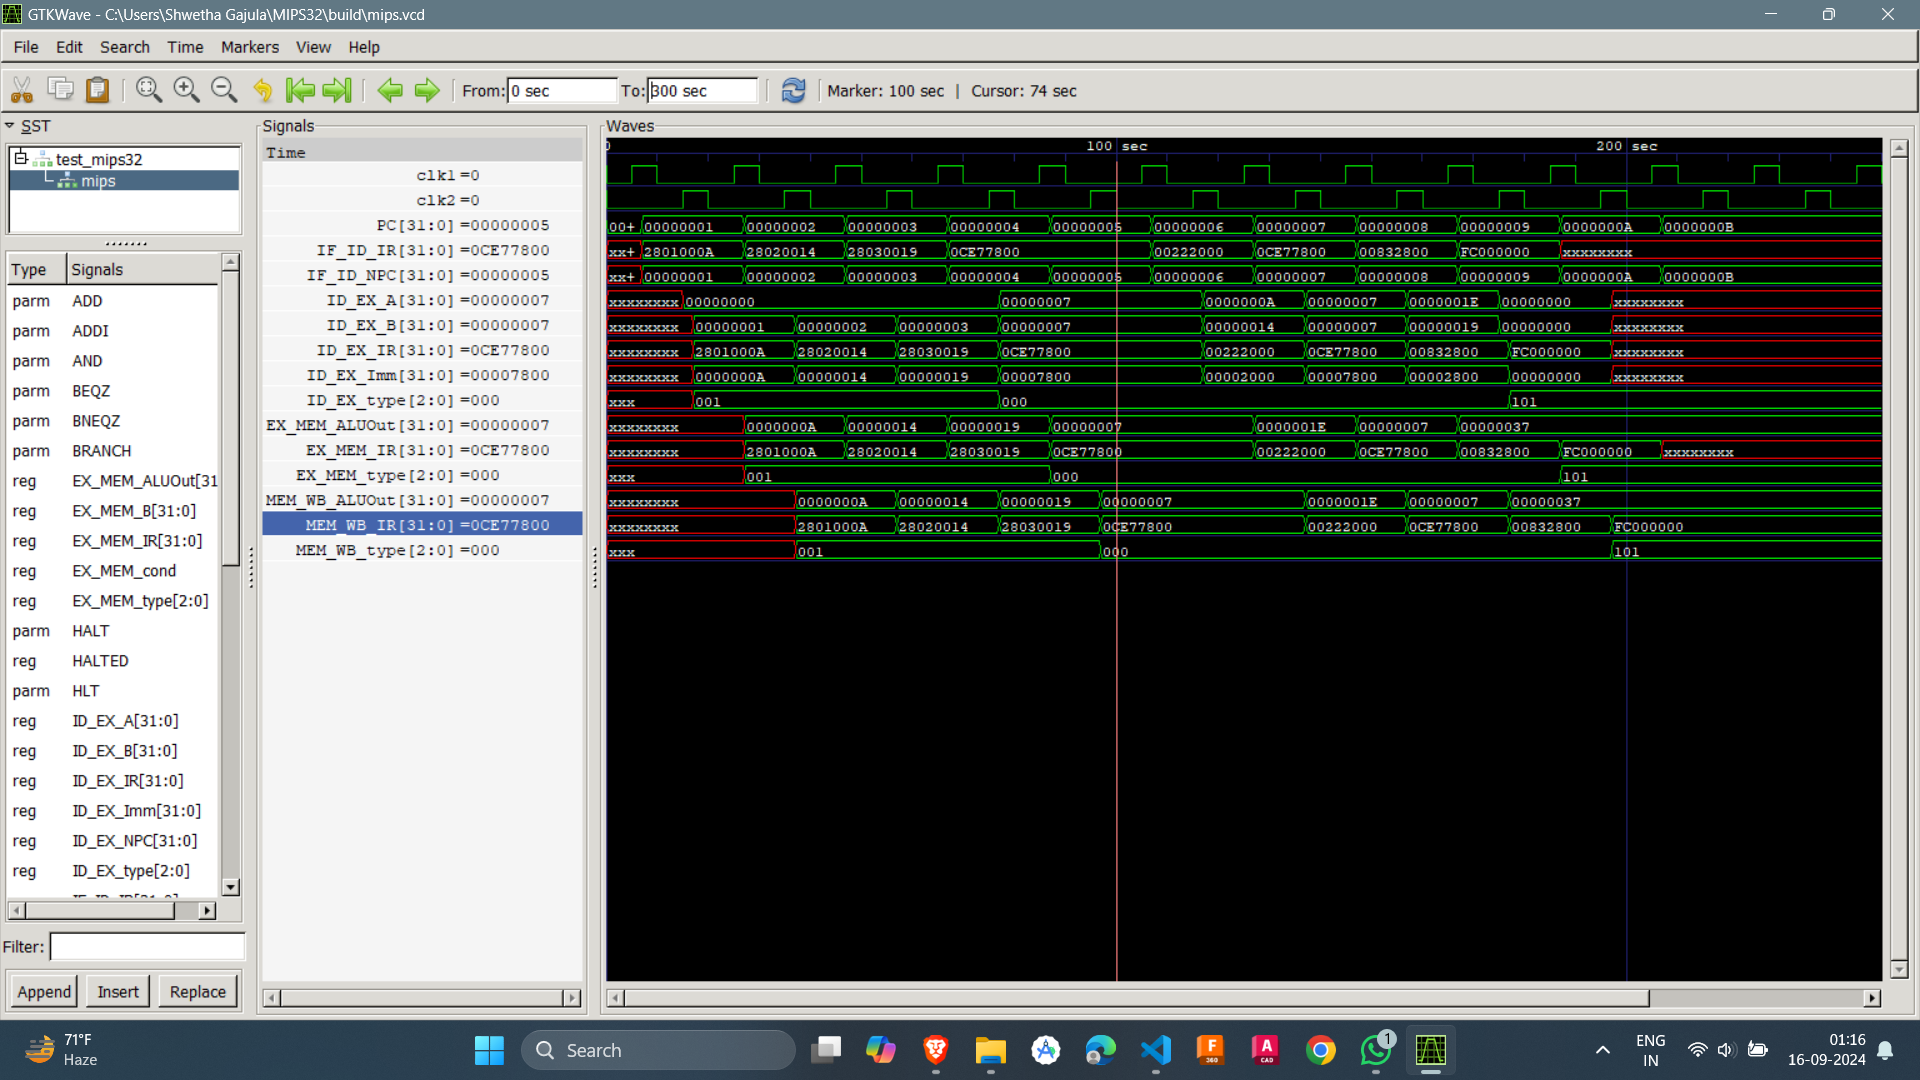 GTKWave - C:\Users\Shwetha Gajula\MIPS32\build\mips.vcd
File Edit Search Time Markers View Help
From: 0 sec To: 300 sec Marker: 100 sec | Cursor: 74 sec
SST
test_mips32
mips
Type Signals
parm ADD
parm ADDI
parm AND
parm BEQZ
parm BNEQZ
parm BRANCH
reg EX_MEM_ALUOut[31
reg EX_MEM_B[31:0]
reg EX_MEM_IR[31:0]
reg EX_MEM_cond
reg EX_MEM_type[2:0]
parm HALT
reg HALTED
parm HLT
reg ID_EX_A[31:0]
reg ID_EX_B[31:0]
reg ID_EX_IR[31:0]
reg ID_EX_Imm[31:0]
reg ID_EX_NPC[31:0]
reg ID_EX_type[2:0]
Filter:
Append Insert Replace
Signals
Time
clk1 =0
clk2 =0
PC[31:0] =00000005
IF_ID_IR[31:0] =0CE77800
IF_ID_NPC[31:0] =00000005
ID_EX_A[31:0] =00000007
ID_EX_B[31:0] =00000007
ID_EX_IR[31:0] =0CE77800
ID_EX_Imm[31:0] =00007800
ID_EX_type[2:0] =000
EX_MEM_ALUOut[31:0] =00000007
EX_MEM_IR[31:0] =0CE77800
EX_MEM_type[2:0] =000
MEM_WB_ALUOut[31:0] =00000007
MEM_WB_IR[31:0] =0CE77800
MEM_WB_type[2:0] =000
Waves
0 100 sec 200 sec
00+ 00000001 00000002 00000003 00000004 00000005 00000006 00000007 00000008 00000009 0000000A 0000000B
xx+ 2801000A 28020014 28030019 0CE77800 00222000 0CE77800 00832800 FC000000 xxxxxxxx
xx+ 00000001 00000002 00000003 00000004 00000005 00000006 00000007 00000008 00000009 0000000A 0000000B
xxxxxxxx 00000000 00000007 0000000A 00000007 0000001E 00000000 xxxxxxxx
xxxxxxxx 00000001 00000002 00000003 00000007 00000014 00000007 00000019 00000000 xxxxxxxx
xxxxxxxx 2801000A 28020014 28030019 0CE77800 00222000 0CE77800 00832800 FC000000 xxxxxxxx
xxxxxxxx 0000000A 00000014 00000019 00007800 00002000 00007800 00002800 00000000 xxxxxxxx
xxx 001 000 101
xxxxxxxx 0000000A 00000014 00000019 00000007 0000001E 00000007 00000037
xxxxxxxx 2801000A 28020014 28030019 0CE77800 00222000 0CE77800 00832800 FC000000 xxxxxxxx
xxx 001 000 101
xxxxxxxx 0000000A 00000014 00000019 00000007 0000001E 00000007 00000037
xxxxxxxx 2801000A 28020014 28030019 0CE77800 00222000 0CE77800 00832800 FC000000
xxx 001 000 101
71°F
Haze
Search
F
360
A
CAD
1
ENG
IN
01:16
16-09-2024